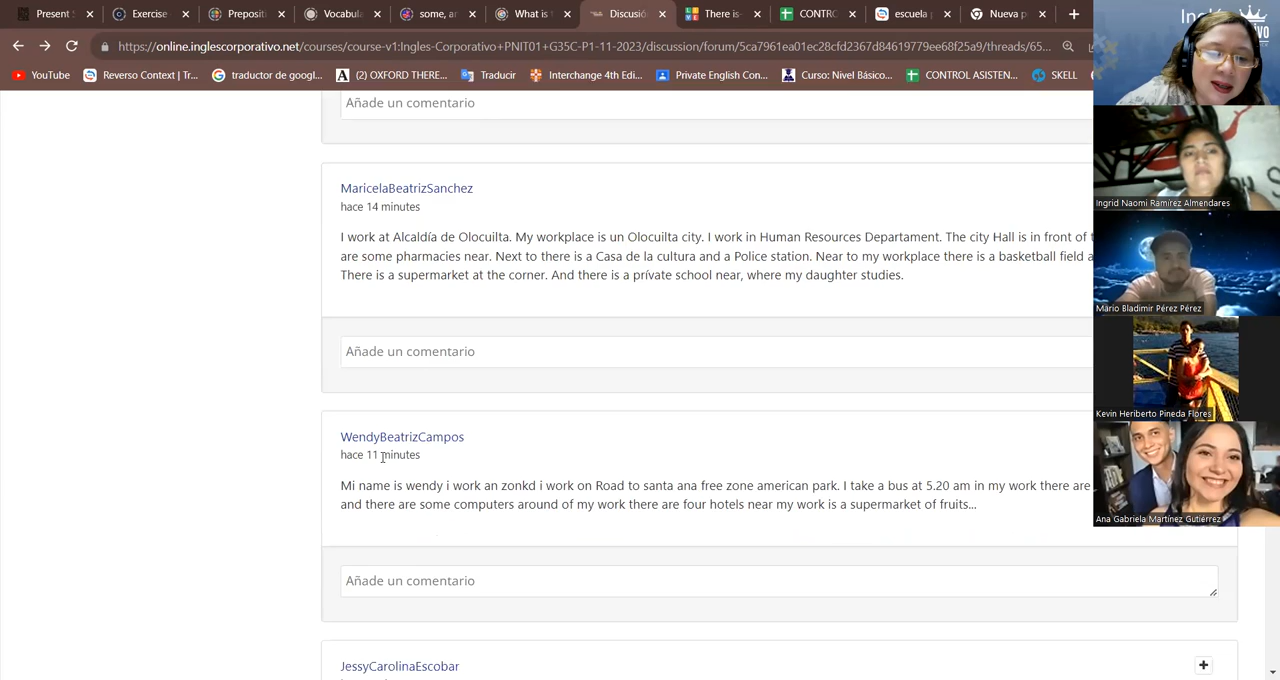 Present S
Exercise
Preposit
Vocabula
some, ar
What is t
Discusió
There is
CONTRO
escuela p
Nueva p
https://online.inglescorporativo.net/courses/course-v1:Ingles-Corporativo+PNIT01+G35C-P1-11-2023/discussion/forum/5ca7961ea01ec28cfd2367d84619779ee68f25a9/threads/65...
YouTube
Reverso Context | Tr...
traductor de googl...
(2) OXFORD THERE...
Traducir
Interchange 4th Edi...
Private English Con...
Curso: Nivel Básico...
CONTROL ASISTEN...
SKELL
Añade un comentario
MaricelaBeatrizSanchez
hace 14 minutes
I work at Alcaldía de Olocuilta. My workplace is un Olocuilta city. I work in Human Resources Departament. The city Hall is in front of t
are some pharmacies near. Next to there is a Casa de la cultura and a Police station. Near to my workplace there is a basketball field a
There is a supermarket at the corner. And there is a prívate school near, where my daughter studies.
Añade un comentario
WendyBeatrizCampos
hace 11 minutes
Mi name is wendy i work an zund i work on Road to santa ana free zone american park. I take a bus at 5.20 am in my work there are
and there are some computers around of my work there are four hotels near my work is a supermarket of fruits...
Añade un comentario
JessyCarolinaEscobar
Ingrid Naomi Ramírez Almendares
Mario Bladimir Pérez Pérez
Kevin Heriberto Pineda Flores
Ana Gabriela Martínez Gutiérrez